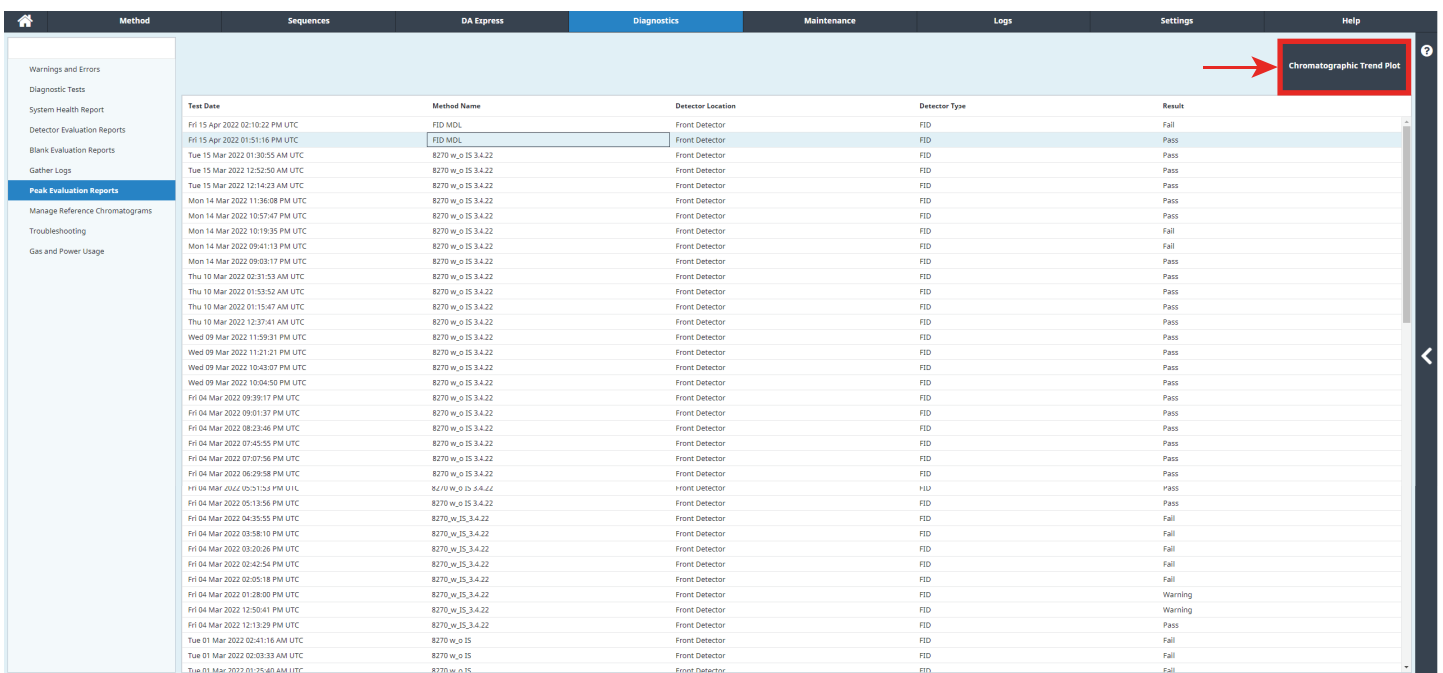 Method Sequences DA Express Diagnostics Maintenance Logs Settings Help
Chromatographic Trend Plot
Warnings and Errors
Diagnostic Tests
System Health Report
Detector Evaluation Reports
Blank Evaluation Reports
Gather Logs
Peak Evaluation Reports
Manage Reference Chromatograms
Troubleshooting
Gas and Power Usage
Test Date Method Name Detector Location Detector Type Result
Fri 15 Apr 2022 02:10:22 PM UTC FID MDL Front Detector FID Fail
Fri 15 Apr 2022 01:51:16 PM UTC FID MDL Front Detector FID Pass
Tue 15 Mar 2022 01:30:55 AM UTC 8270 w_o IS 3.4.22 Front Detector FID Pass
Tue 15 Mar 2022 12:52:50 AM UTC 8270 w_o IS 3.4.22 Front Detector FID Pass
Tue 15 Mar 2022 12:14:23 AM UTC 8270 w_o IS 3.4.22 Front Detector FID Pass
Mon 14 Mar 2022 11:36:08 PM UTC 8270 w_o IS 3.4.22 Front Detector FID Pass
Mon 14 Mar 2022 10:57:47 PM UTC 8270 w_o IS 3.4.22 Front Detector FID Pass
Mon 14 Mar 2022 10:19:35 PM UTC 8270 w_o IS 3.4.22 Front Detector FID Fail
Mon 14 Mar 2022 09:41:13 PM UTC 8270 w_o IS 3.4.22 Front Detector FID Fail
Mon 14 Mar 2022 09:03:17 PM UTC 8270 w_o IS 3.4.22 Front Detector FID Pass
Thu 10 Mar 2022 02:31:53 AM UTC 8270 w_o IS 3.4.22 Front Detector FID Pass
Thu 10 Mar 2022 01:53:52 AM UTC 8270 w_o IS 3.4.22 Front Detector FID Pass
Thu 10 Mar 2022 01:15:47 AM UTC 8270 w_o IS 3.4.22 Front Detector FID Pass
Thu 10 Mar 2022 12:37:41 AM UTC 8270 w_o IS 3.4.22 Front Detector FID Pass
Wed 09 Mar 2022 11:59:31 PM UTC 8270 w_o IS 3.4.22 Front Detector FID Pass
Wed 09 Mar 2022 11:21:21 PM UTC 8270 w_o IS 3.4.22 Front Detector FID Pass
Wed 09 Mar 2022 10:43:07 PM UTC 8270 w_o IS 3.4.22 Front Detector FID Pass
Wed 09 Mar 2022 10:04:50 PM UTC 8270 w_o IS 3.4.22 Front Detector FID Pass
Fri 04 Mar 2022 09:39:17 PM UTC 8270 w_o IS 3.4.22 Front Detector FID Pass
Fri 04 Mar 2022 09:01:37 PM UTC 8270 w_o IS 3.4.22 Front Detector FID Pass
Fri 04 Mar 2022 08:23:46 PM UTC 8270 w_o IS 3.4.22 Front Detector FID Pass
Fri 04 Mar 2022 07:45:55 PM UTC 8270 w_o IS 3.4.22 Front Detector FID Pass
Fri 04 Mar 2022 07:07:56 PM UTC 8270 w_o IS 3.4.22 Front Detector FID Pass
Fri 04 Mar 2022 06:29:58 PM UTC 8270 w_o IS 3.4.22 Front Detector FID Pass
Fri 04 Mar 2022 05:51:53 PM UTC 8270 w_o IS 3.4.22 Front Detector FID Pass
Fri 04 Mar 2022 05:13:56 PM UTC 8270 w_o IS 3.4.22 Front Detector FID Pass
Fri 04 Mar 2022 04:35:55 PM UTC 8270_w_IS_3.4.22 Front Detector FID Fail
Fri 04 Mar 2022 03:58:10 PM UTC 8270_w_IS_3.4.22 Front Detector FID Fail
Fri 04 Mar 2022 03:20:26 PM UTC 8270_w_IS_3.4.22 Front Detector FID Fail
Fri 04 Mar 2022 02:42:54 PM UTC 8270_w_IS_3.4.22 Front Detector FID Fail
Fri 04 Mar 2022 02:05:18 PM UTC 8270_w_IS_3.4.22 Front Detector FID Fail
Fri 04 Mar 2022 01:28:00 PM UTC 8270_w_IS_3.4.22 Front Detector FID Warning
Fri 04 Mar 2022 12:50:41 PM UTC 8270_w_IS_3.4.22 Front Detector FID Warning
Fri 04 Mar 2022 12:13:29 PM UTC 8270_w_IS_3.4.22 Front Detector FID Pass
Tue 01 Mar 2022 02:41:16 AM UTC 8270 w_o IS Front Detector FID Fail
Tue 01 Mar 2022 02:03:33 AM UTC 8270 w_o IS Front Detector FID Fail
Tue 01 Mar 2022 01:25:40 AM UTC 8270 w_o IS Front Detector FID Fail